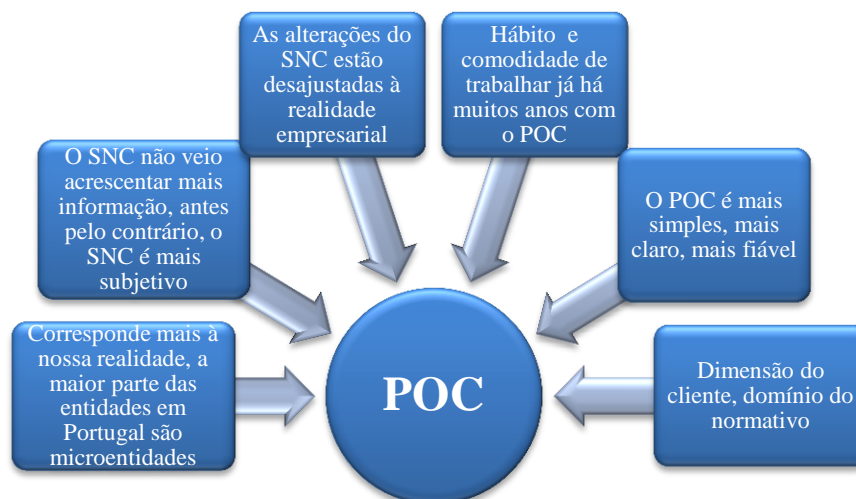 As alterações do
SNC estão
desajustadas à
realidade
empresarial
Hábito e
comodidade de
trabalhar já há
muitos anos com
o POC
O SNC não veio
acrescentar mais
informação, antes
pelo contrário, o
SNC é mais
subjetivo
O POC é mais
simples, mais
claro, mais fiável
Corresponde mais à
nossa realidade, a
maior parte das
entidades em
Portugal são
microentidades
POC
Dimensão do
cliente, domínio do
normativo